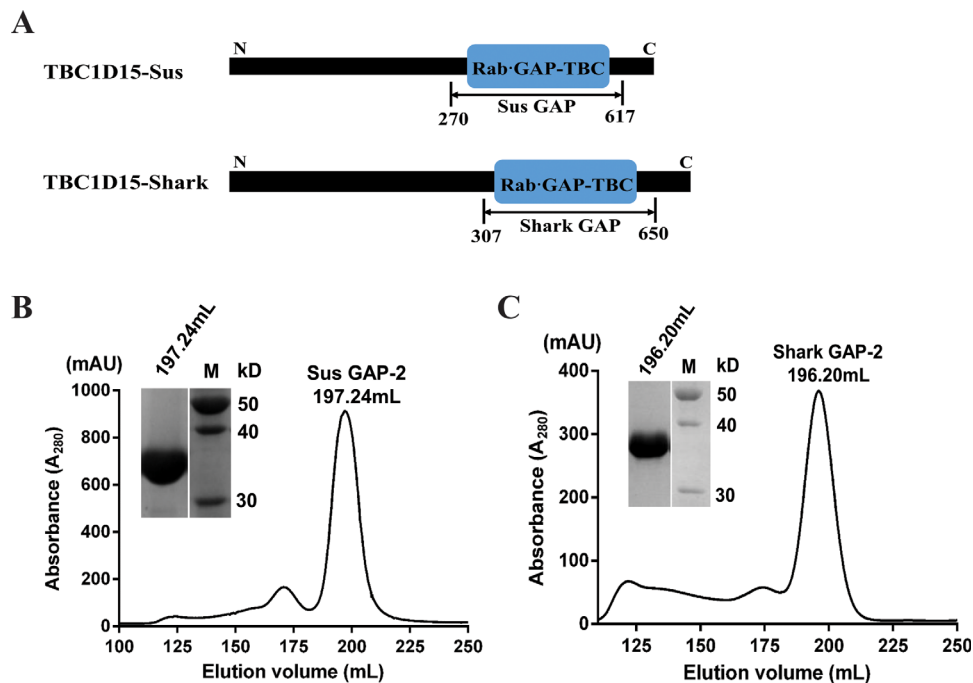 A
N
C
TBC1D15-Sus
Rab·GAP-TBC
Sus GAP
270
617
N
C
TBC1D15-Shark
Rab·GAP-TBC
Shark GAP
307
650
B
197.24mL
(mAU)
M
kD
50
40
30
Sus GAP-2
197.24mL
1000
800
600
400
200
0
Absorbance (A280)
100
125
150
175
200
225
250
Elution volume (mL)
C
196.20mL
(mAU)
M
kD
50
40
30
Shark GAP-2
196.20mL
400
300
200
100
0
Absorbance (A280)
125
150
175
200
225
250
Elution volume (mL)